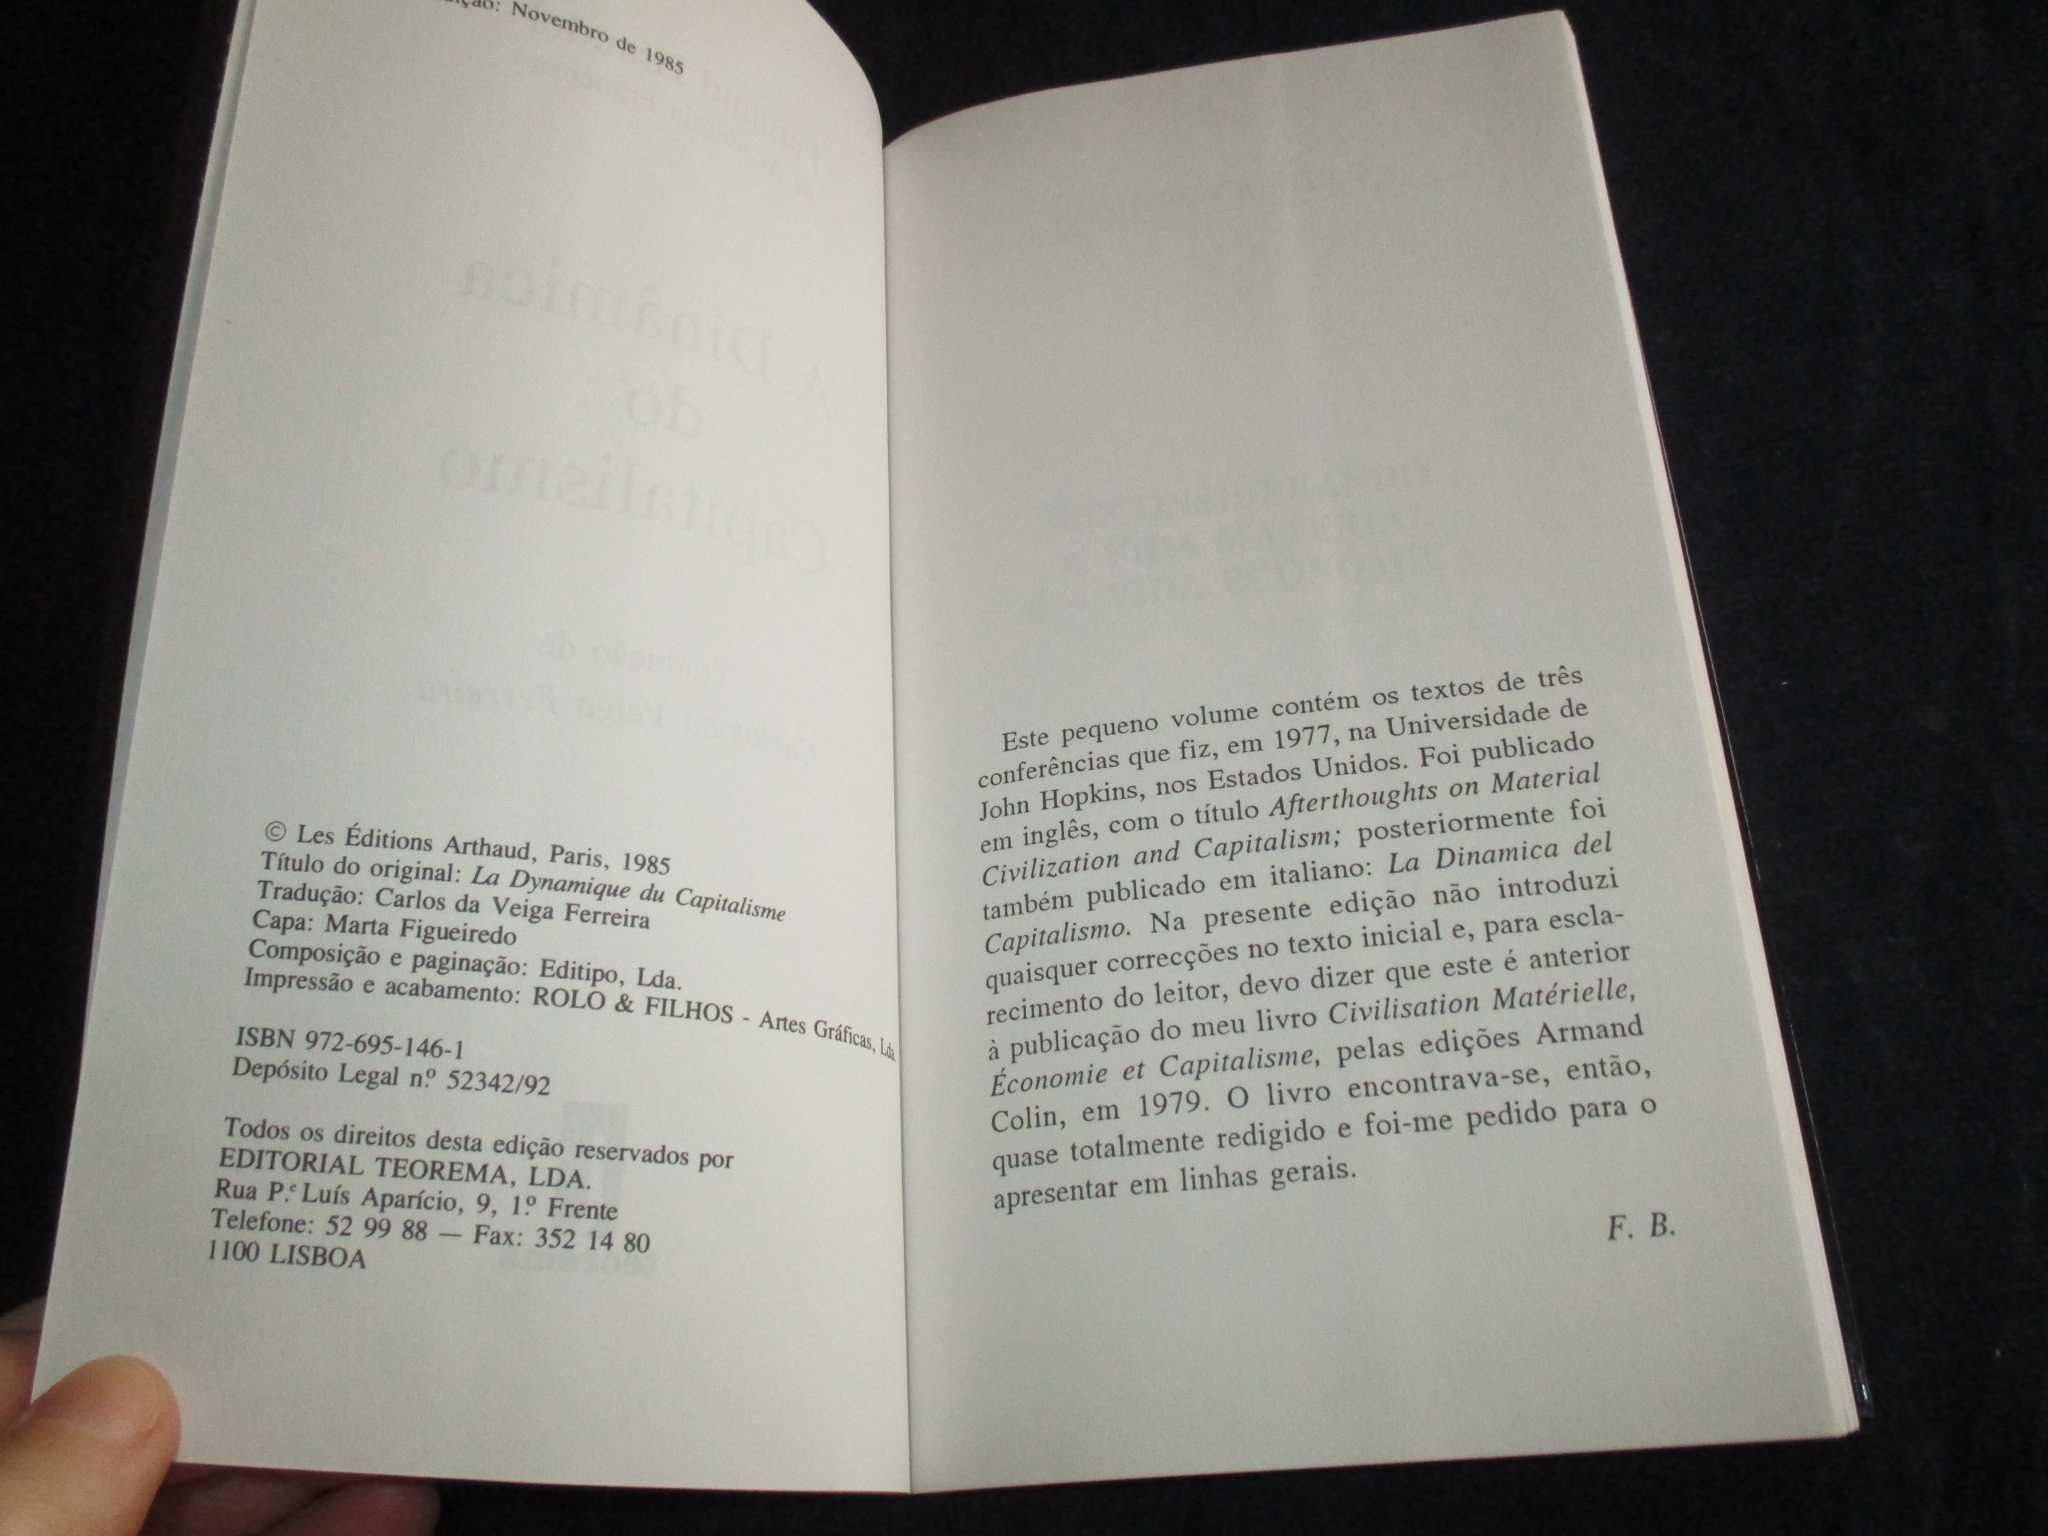 Novembro de 1985
© Les Éditions Arthaud, Paris, 1985
Título do original: La Dynamique du Capitalisme
Tradução: Carlos da Veiga Ferreira
Capa: Marta Figueiredo
Composição e paginação: Editipo, Lda.
Impressão e acabamento: ROLO & FILHOS - Artes Gráficas, Lda.
ISBN 972-695-146-1
Depósito Legal n.º 52342/92
Todos os direitos desta edição reservados por
EDITORIAL TEOREMA, LDA.
Rua P.e Luís Aparício, 9, 1.º Frente
Telefone: 52 99 88 — Fax: 352 14 80
1100 LISBOA
Este pequeno volume contém os textos de três
conferências que fiz, em 1977, na Universidade de
John Hopkins, nos Estados Unidos. Foi publicado
em inglês, com o título Afterthoughts on Material
Civilization and Capitalism; posteriormente foi
também publicado em italiano: La Dinamica del
Capitalismo. Na presente edição não introduzi
quaisquer correcções no texto inicial e, para escla-
recimento do leitor, devo dizer que este é anterior
à publicação do meu livro Civilisation Matérielle,
Économie et Capitalisme, pelas edições Armand
Colin, em 1979. O livro encontrava-se, então,
quase totalmente redigido e foi-me pedido para o
apresentar em linhas gerais.
F. B.